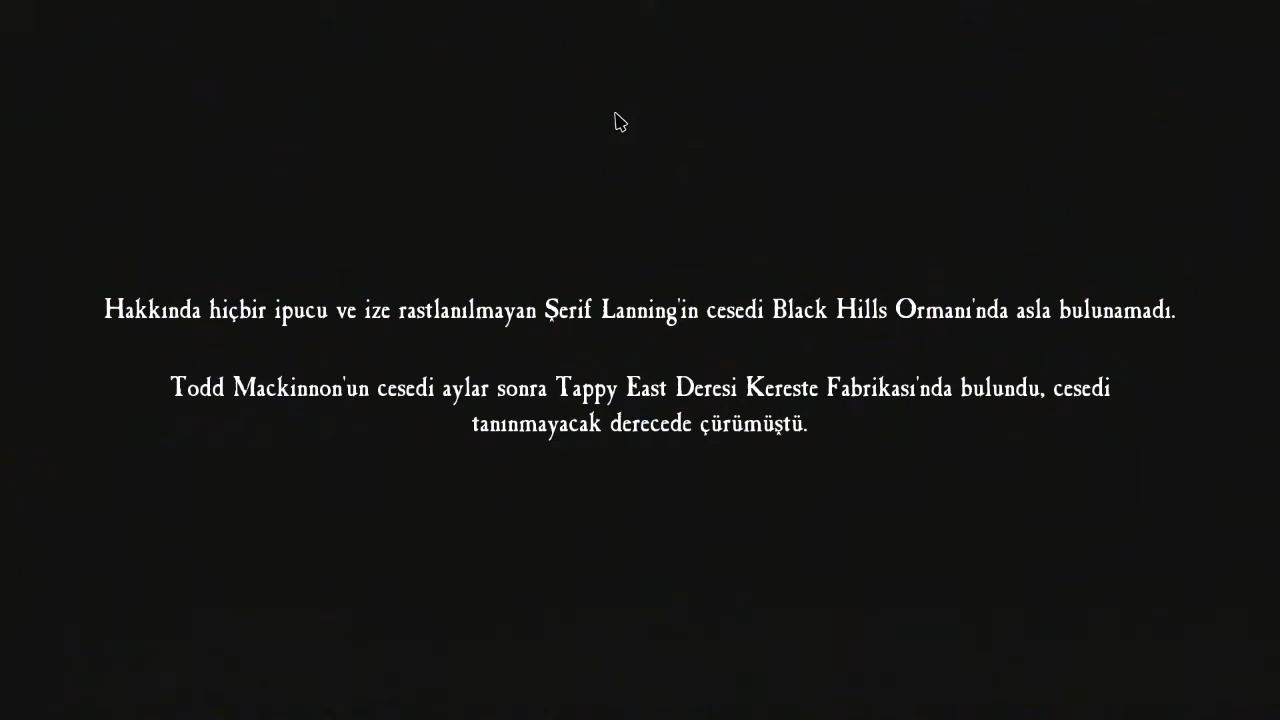 Hakkında hiçbir ipucu ve ize rastlanılmayan Şerif Lanning'in cesedi Black Hills Ormanı'nda asla bulunamadı.
Todd Mackinnon'un cesedi aylar sonra Tappy East Deresi Kereste Fabrikası'nda bulundu, cesedi
tanınmayacak derecede çürümüştü.